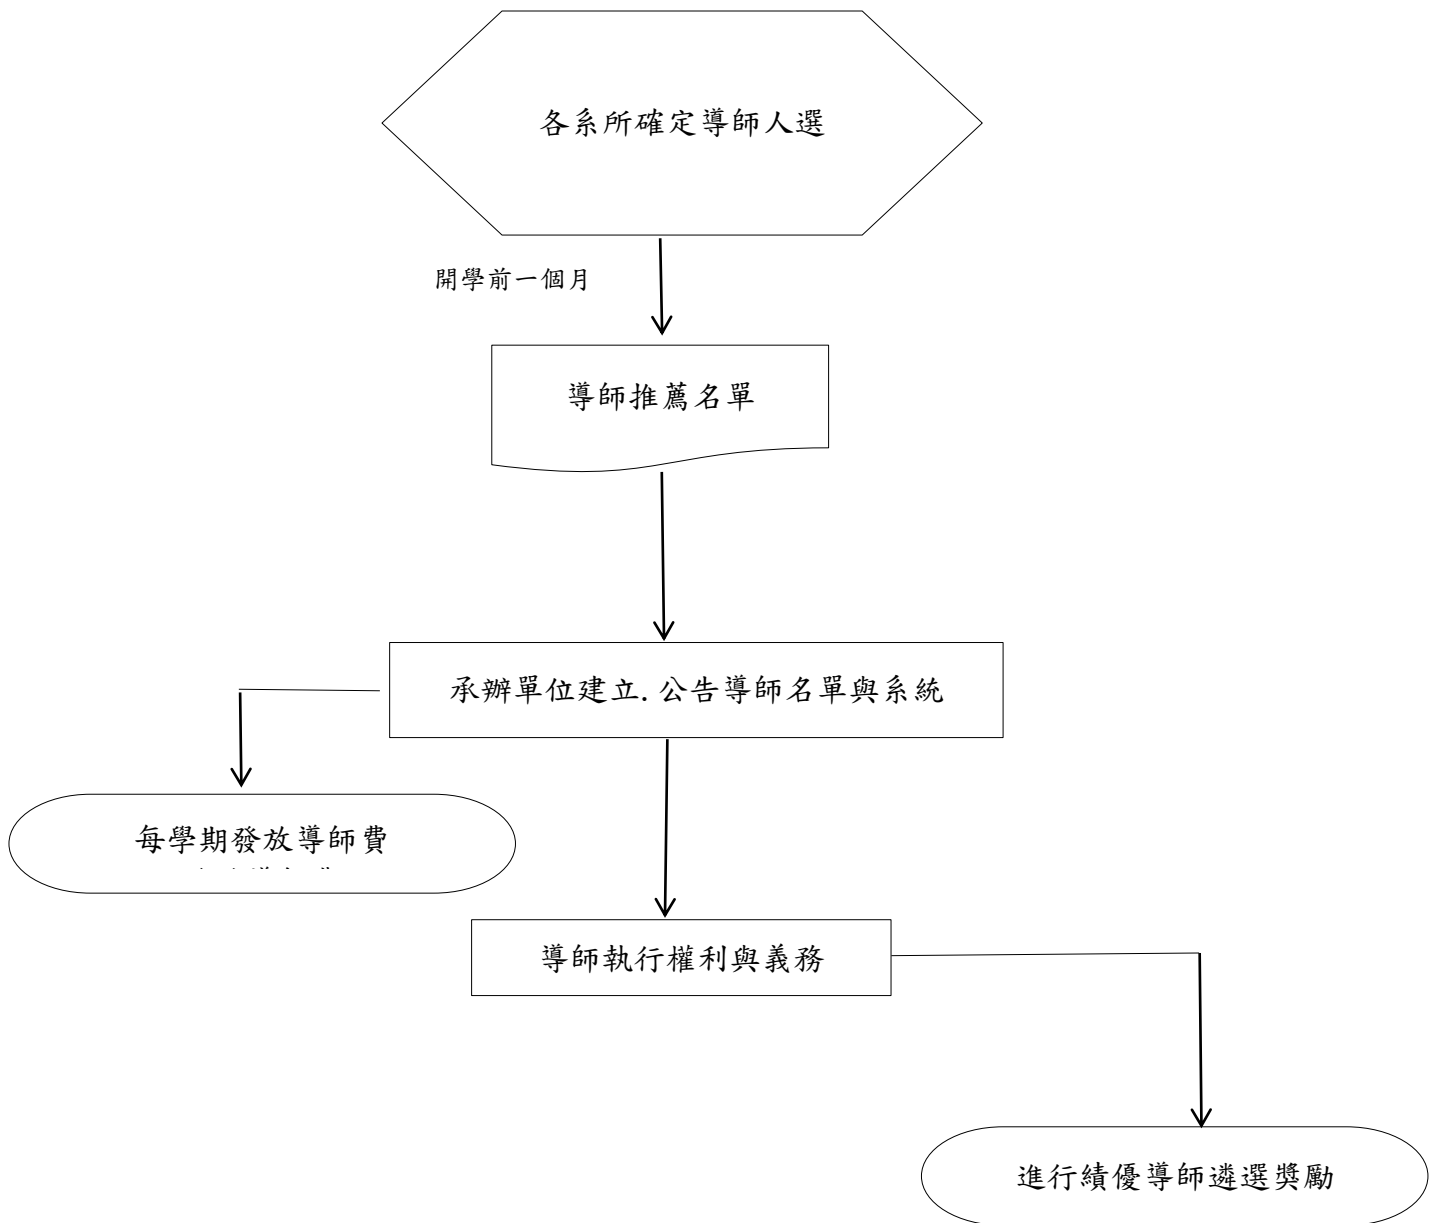 各系所確定導師人選
開學前一個月
導師推薦名單
承辦單位建立.公告導師名單與系統
每學期發放導師費
導師執行權利與義務
進行績優導師遴選獎勵